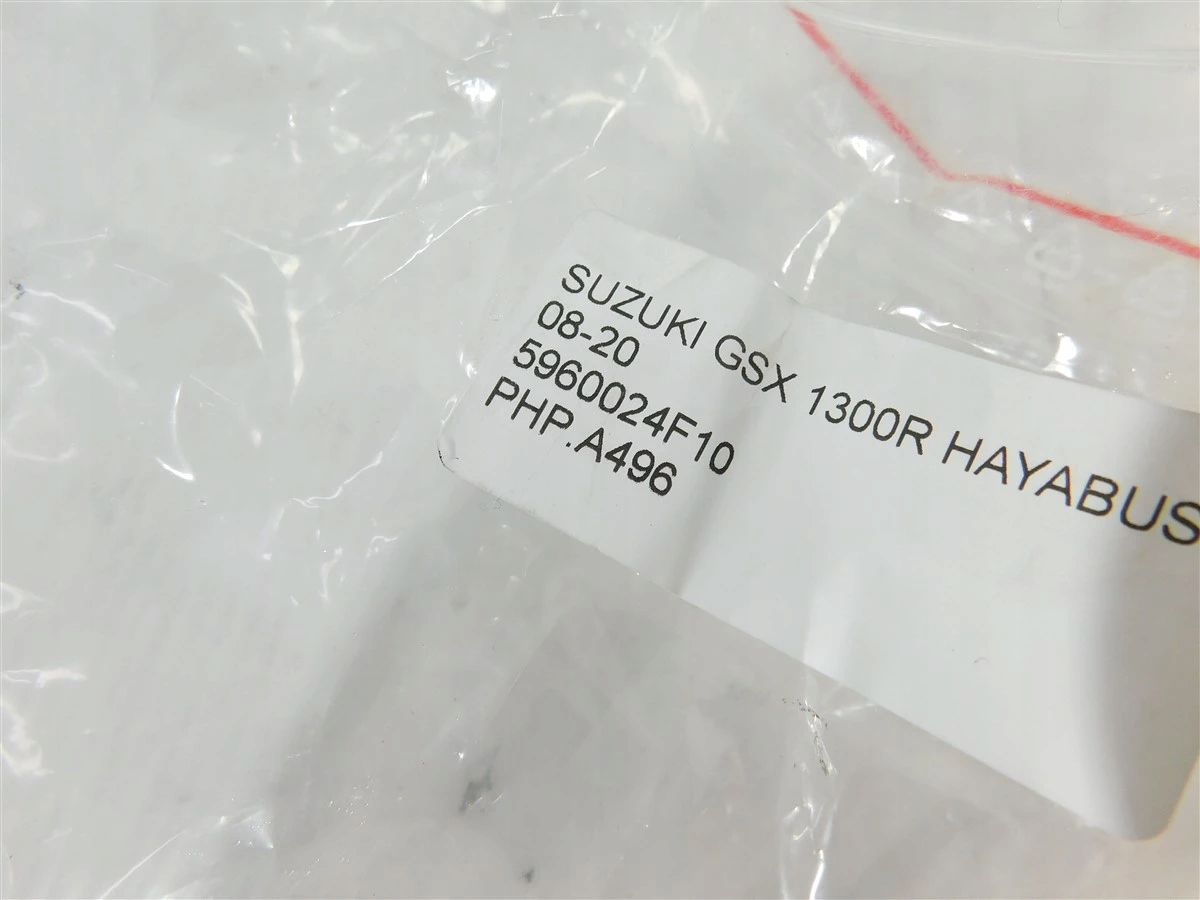 SUZUKI GSX 1300R HAYABUS
08-20
5960024F10
PHP.A496